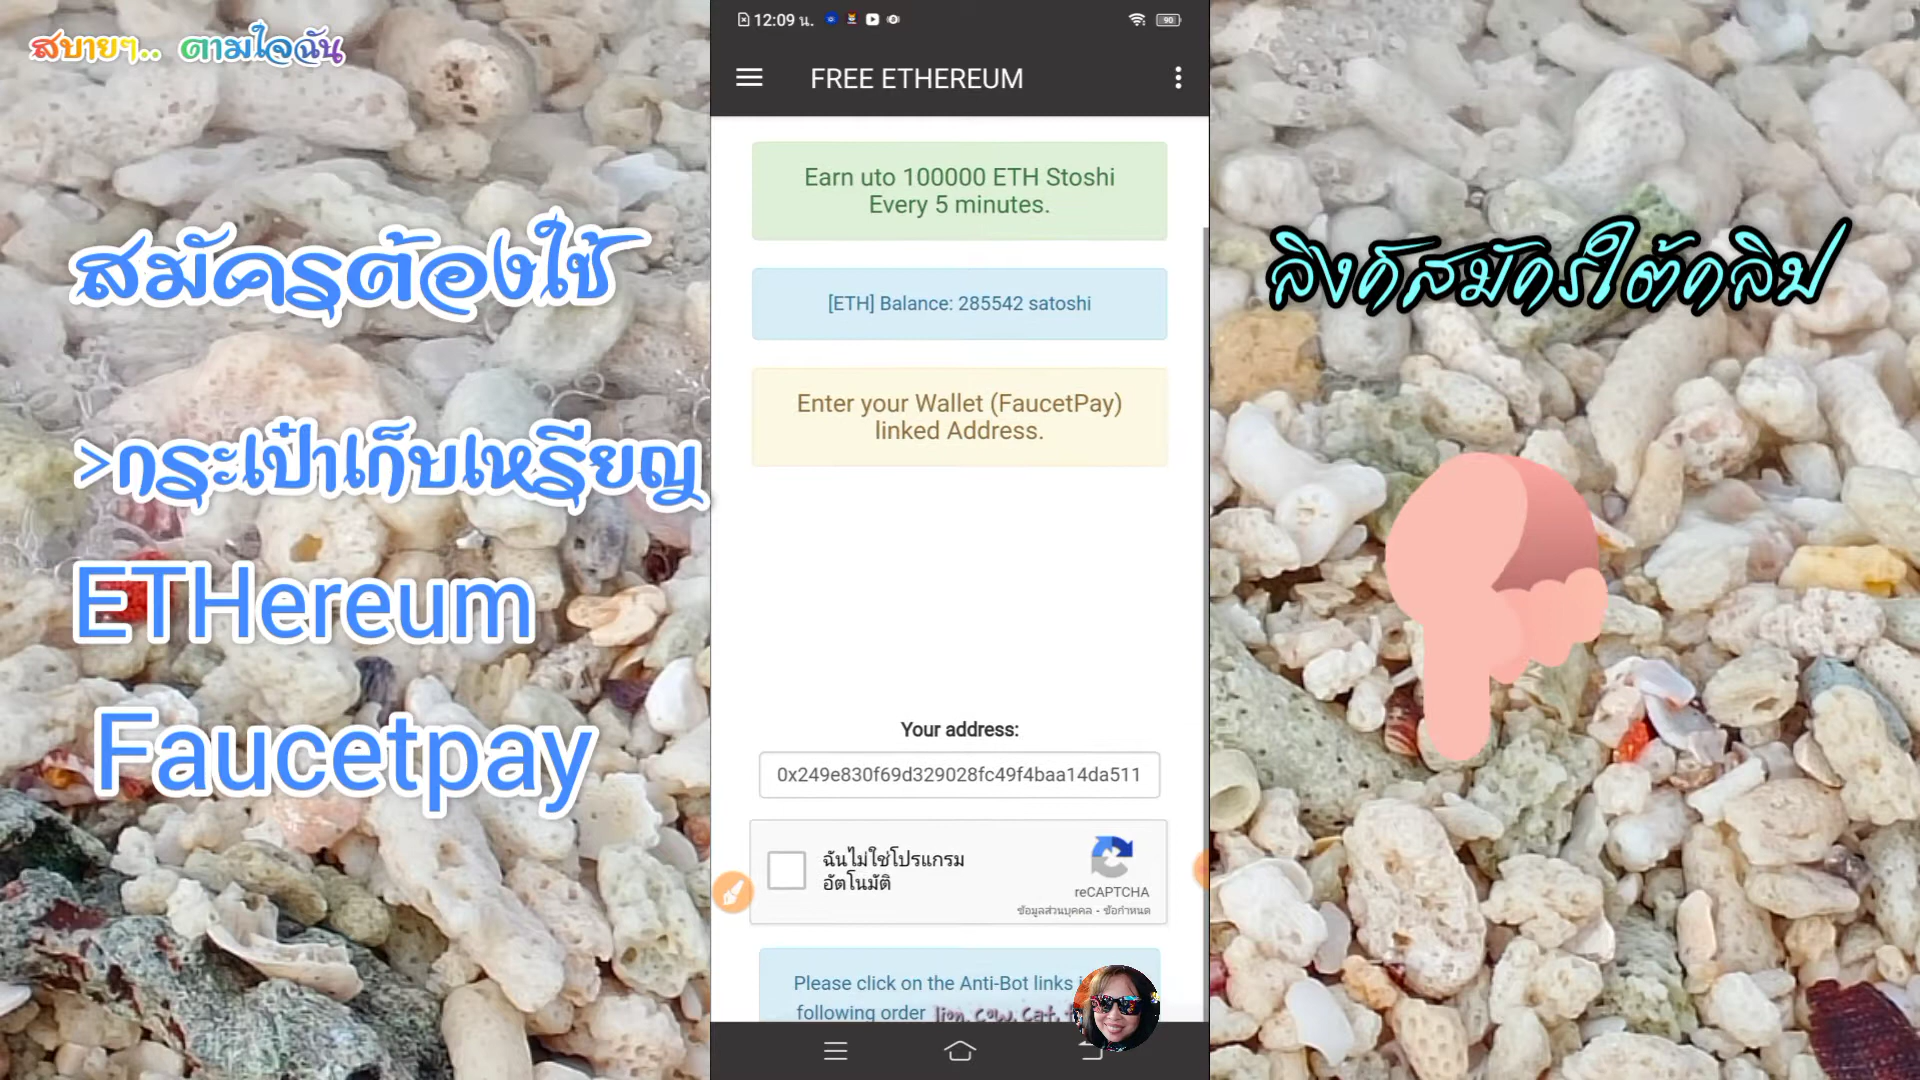 สบายๆ.. ตามใจฉัน
12:09 น.
90
FREE ETHEREUM
Earn uto 100000 ETH Stoshi
Every 5 minutes.
[ETH] Balance: 285542 satoshi
Enter your Wallet (FaucetPay)
linked Address.
Your address:
0x249e830f69d329028fc49f4baa14da511
ฉันไม่ใช่โปรแกรม
อัตโนมัติ
reCAPTCHA
ข้อมูลส่วนบุคคล - ข้อกำหนด
Please click on the Anti-Bot links
following order lion, cow, cat,
สมัครต้องใช้
>กระเป๋าเก็บเหรียญ
ETHereum
Faucetpay
ลิงค์สมัครใต้คลิป